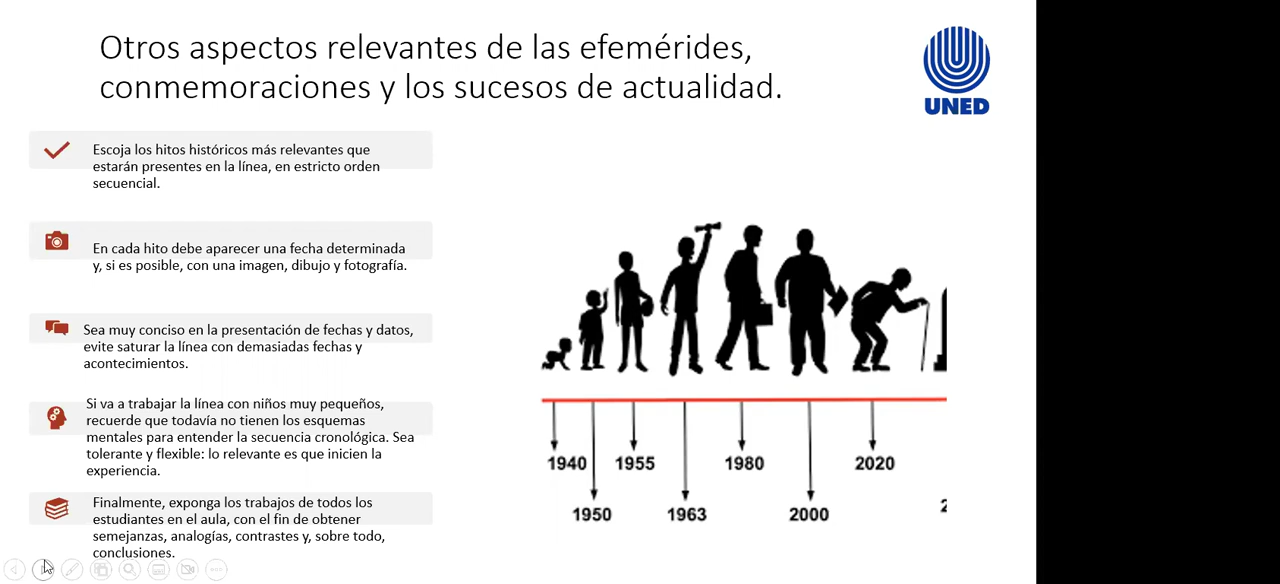 Otros aspectos relevantes de las efemérides,
conmemoraciones y los sucesos de actualidad.
UNED
Escoja los hitos históricos más relevantes que
estarán presentes en la línea, en estricto orden
secuencial.
En cada hito debe aparecer una fecha determinada
y, si es posible, con una imagen, dibujo y fotografía.
Sea muy conciso en la presentación de fechas y datos,
evite saturar la línea con demasiadas fechas y
acontecimientos.
Si va a trabajar la línea con niños muy pequeños,
recuerde que todavía no tienen los esquemas
mentales para entender la secuencia cronológica. Sea
tolerante y flexible: lo relevante es que inicien la
experiencia.
Finalmente, exponga los trabajos de todos los
estudiantes en el aula, con el fin de obtener
semejanzas, analogías, contrastes y, sobre todo,
conclusiones.
1940 1955 1980 2020
1950 1963 2000